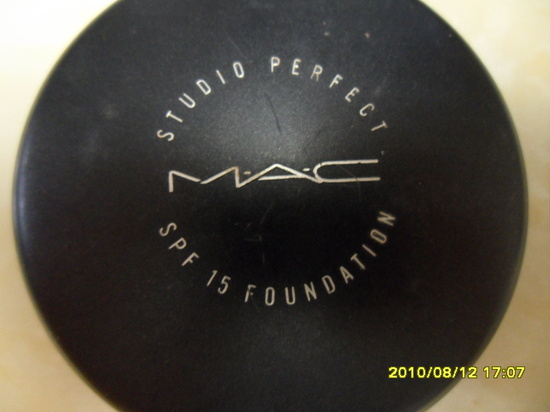 STUDIO PERFECT
M·A·C
SPF 15 FOUNDATION
2010/08/12 17:07